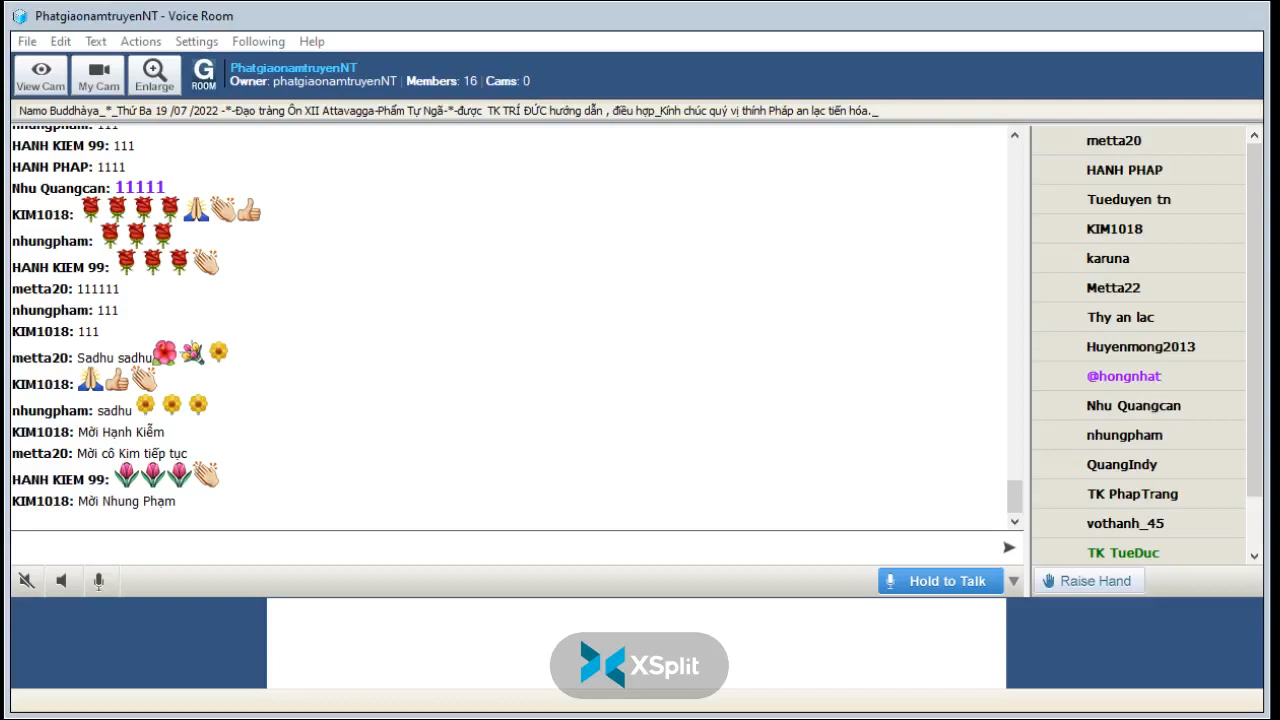 PhatgiaonamtruyenNT - Voice Room
File Edit Text Actions Settings Following Help
View Cam
My Cam
Enlarge
G ROOM
PhatgiaonamtruyenNT
Owner: phatgiaonamtruyenNT | Members: 16 | Cams: 0
Namo Buddhàya_*_Thứ Ba 19 /07 /2022 -*-Đạo tràng Ôn XII Attavagga-Phẩm Tự Ngã-*-được TK TRÍ ĐỨC hướng dẫn , điều hợp_Kính chúc quý vị thính Pháp an lạc tiến hóa._
nhungpham: 111
HANH KIEM 99: 111
HANH PHAP: 1111
Nhu Quangcan: 11111
KIM1018:
nhungpham:
HANH KIEM 99:
metta20: 111111
nhungpham: 111
KIM1018: 111
metta20: Sadhu sadhu
KIM1018:
nhungpham: sadhu
KIM1018: Mời Hạnh Kiễm
metta20: Mời cô Kim tiếp tục
HANH KIEM 99:
KIM1018: Mời Nhung Phạm
metta20
HANH PHAP
Tueduyen tn
KIM1018
karuna
Metta22
Thy an lac
Huyenmong2013
@hongnhat
Nhu Quangcan
nhungpham
QuangIndy
TK PhapTrang
vothanh_45
TK TueDuc
Hold to Talk
Raise Hand
XSplit